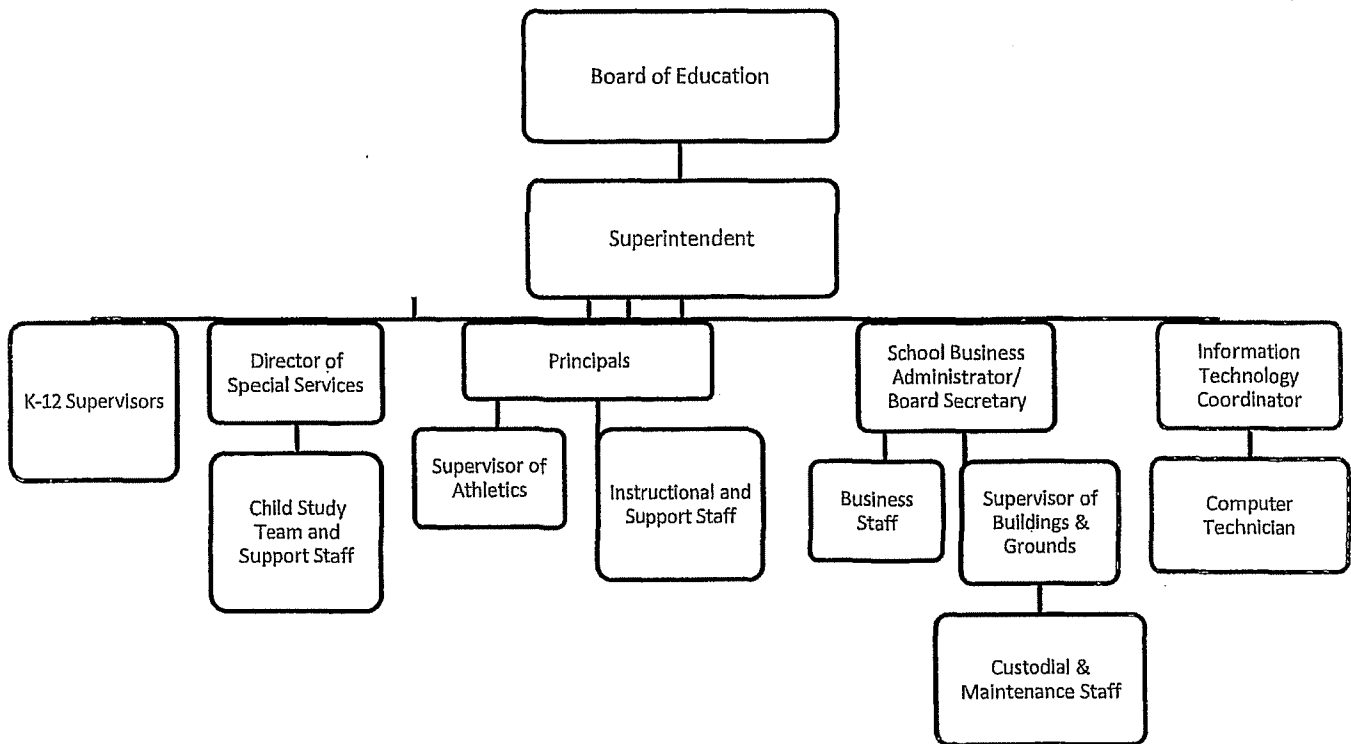 Board of Education
Superintendent
K-12 Supervisors
Director of
Special Services
Principals
School Business
Administrator/
Board Secretary
Information
Technology
Coordinator
Child Study
Team and
Support Staff
Supervisor of
Athletics
Instructional and
Support Staff
Business
Staff
Supervisor of
Buildings &
Grounds
Computer
Technician
Custodial &
Maintenance Staff